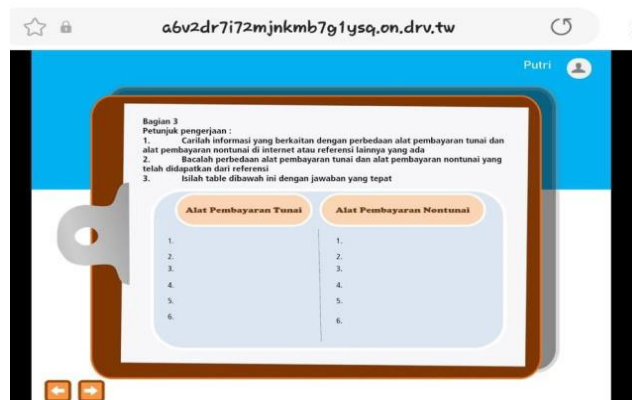 a6v2dr7i72mjnkmb7g1ysq.on.drv.tw
Putri
Bagian 3
Petunjuk pengerjaan :
1. Carilah informasi yang berkaitan dengan perbedaan alat pembayaran tunai dan
alat pembayaran nontunai di internet atau referensi lainnya yang ada
2. Bacalah perbedaan alat pembayaran tunai dan alat pembayaran nontunai yang
telah didapatkan dari referensi
3. Isilah table dibawah ini dengan jawaban yang tepat
Alat Pembayaran Tunai Alat Pembayaran Nontunai
1. 1.
2. 2.
3. 3.
4. 4.
5. 5.
6. 6.